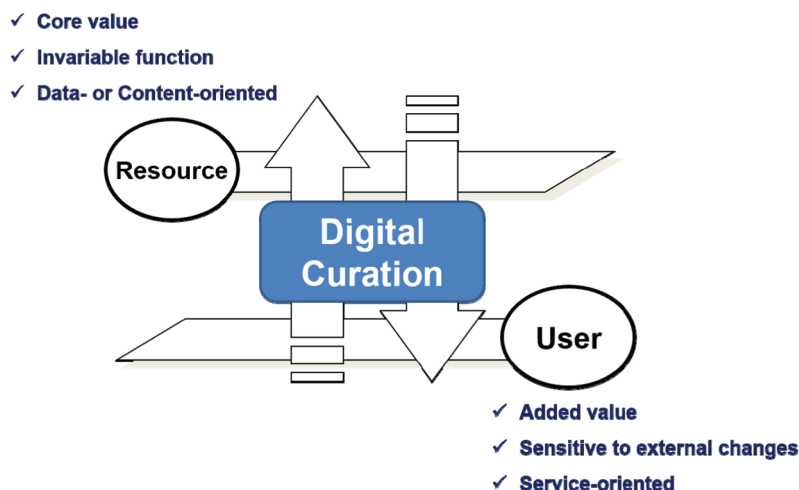 ✓ Core value
✓ Invariable function
✓ Data- or Content-oriented
Resource
Digital
Curation
User
✓ Added value
✓ Sensitive to external changes
✓ Service-oriented